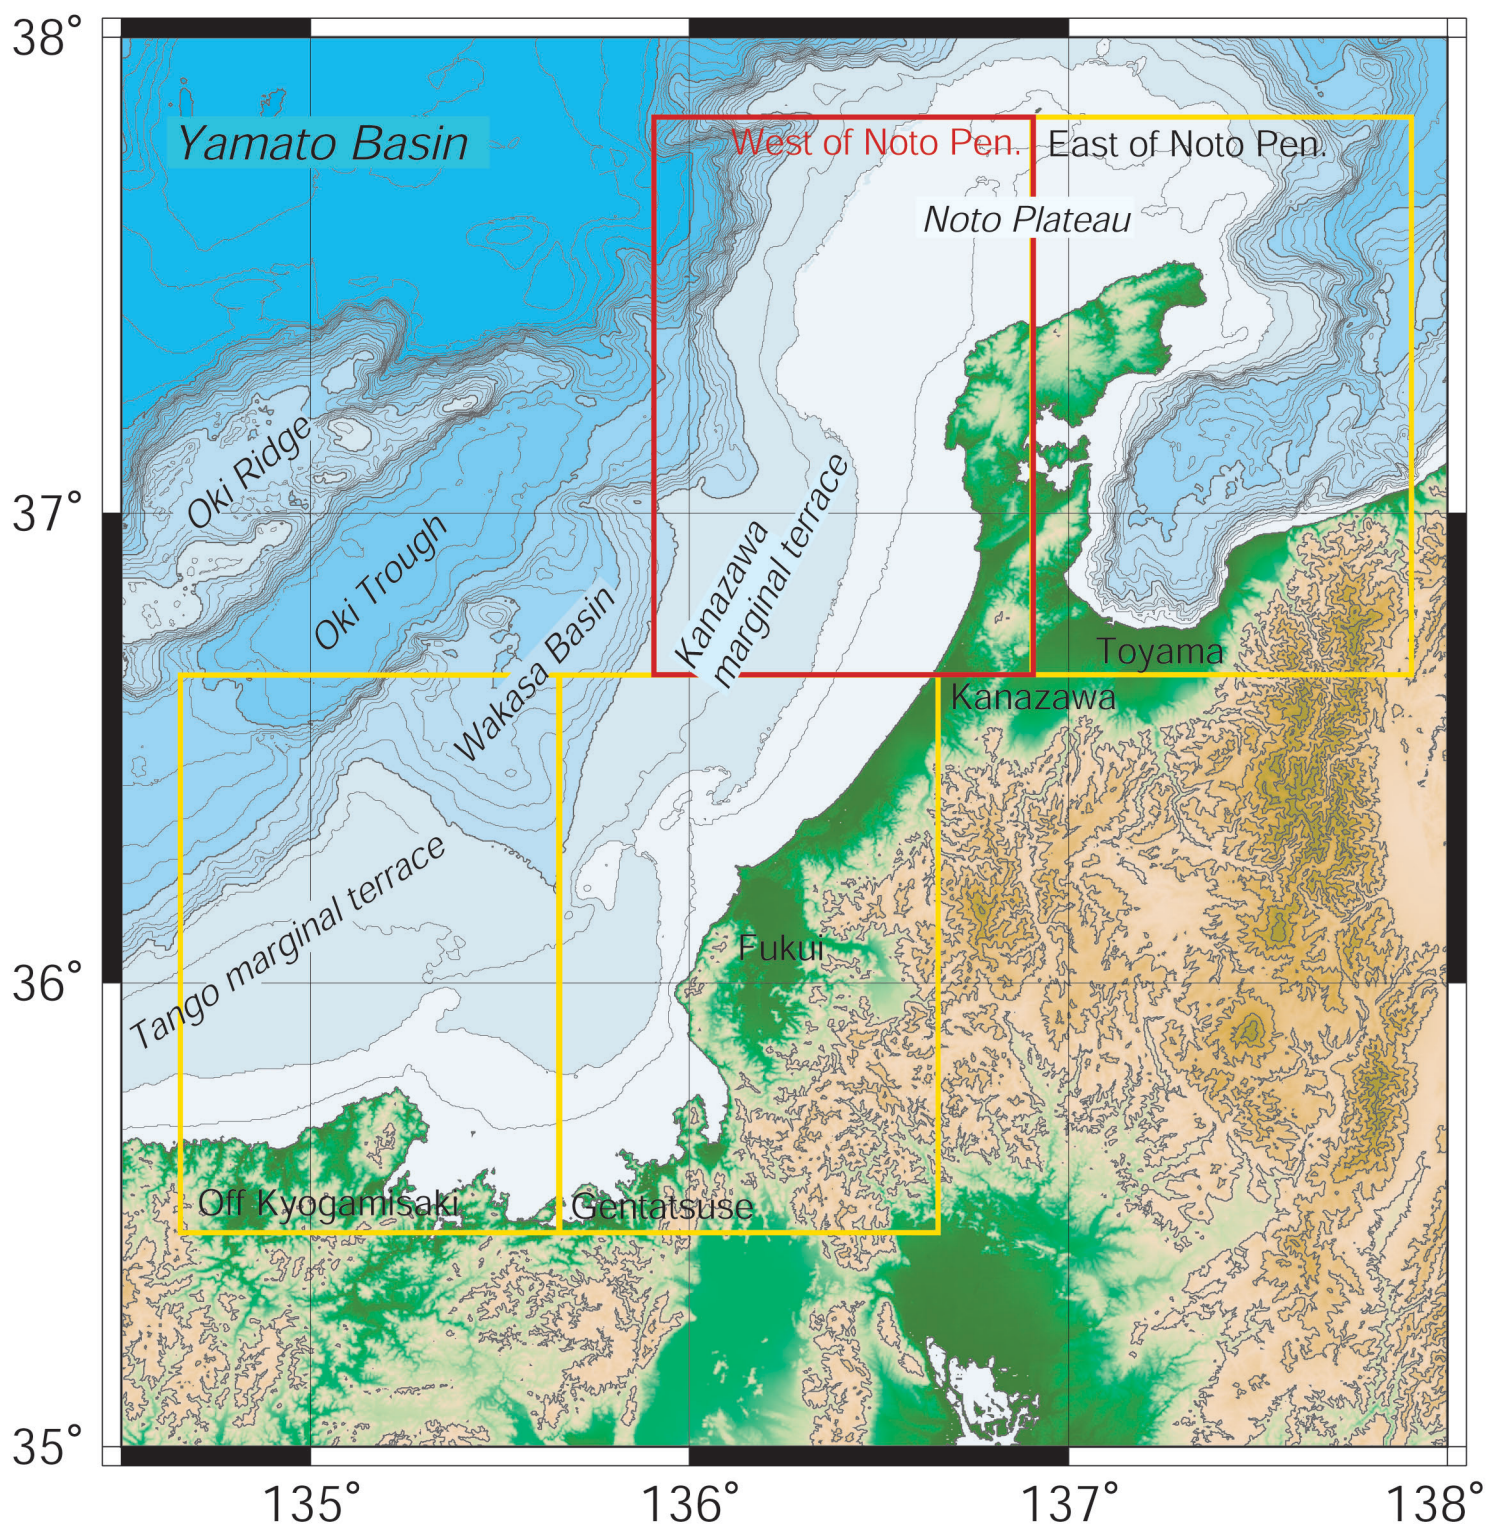 38°
Yamato Basin
West of Noto Pen.
East of Noto Pen.
Noto Plateau
Oki Ridge
37°
Oki Trough
Kanazawa
marginal terrace
Wakasa Basin
Toyama
Kanazawa
Tango marginal terrace
Fukui
36°
Off Kyogamisaki
Gentatsuse
35°
135°
136°
137°
138°